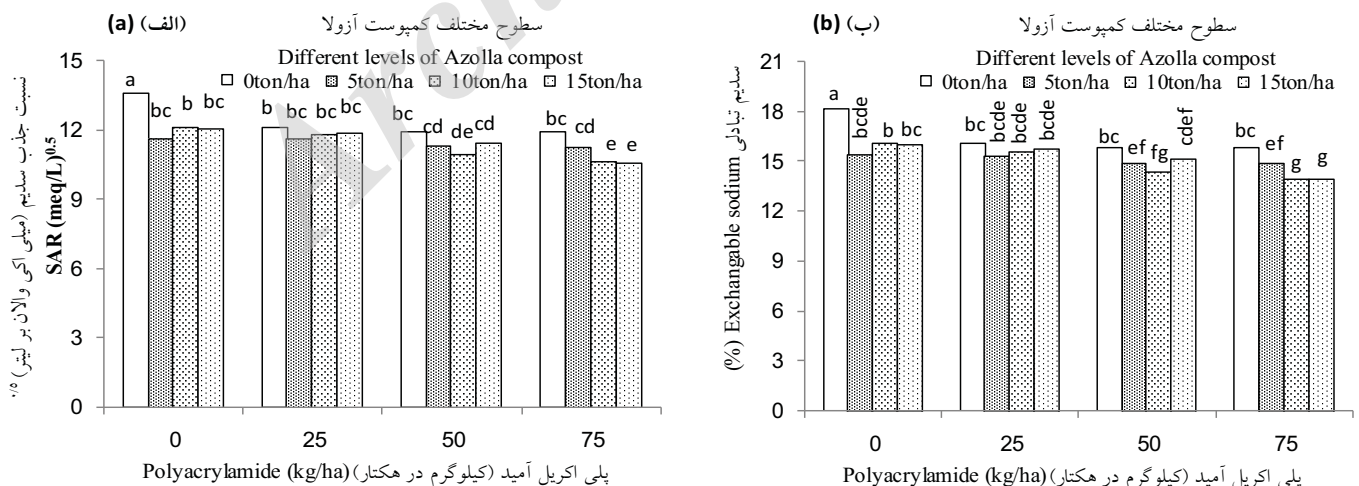 (a) (الف)
سطوح مختلف کمپوست آزولا
Different levels of Azolla compost
0ton/ha 5ton/ha 10ton/ha 15ton/ha
نسبت جذب سدیم (میلی اکی والان بر لیتر)۰/۵
SAR (meq/L)0.5
15
12
9
6
3
0
a bc b bc
b bc bc bc
bc cd de cd
bc cd e e
0 25 50 75
Polyacrylamide (kg/ha) پلی اکریل آمید (کیلوگرم در هکتار)
Arch
(b) (ب)
سطوح مختلف کمپوست آزولا
Different levels of Azolla compost
0ton/ha 5ton/ha 10ton/ha 15ton/ha
(%) Exchangable sodium سدیم تبادلی
21
18
15
12
9
6
3
0
a bcde b bc
bc bcde bcde bcde
bc ef fg cdef
bc ef g g
0 25 50 75
Polyacrylamide (kg/ha) پلی اکریل آمید (کیلوگرم در هکتار)